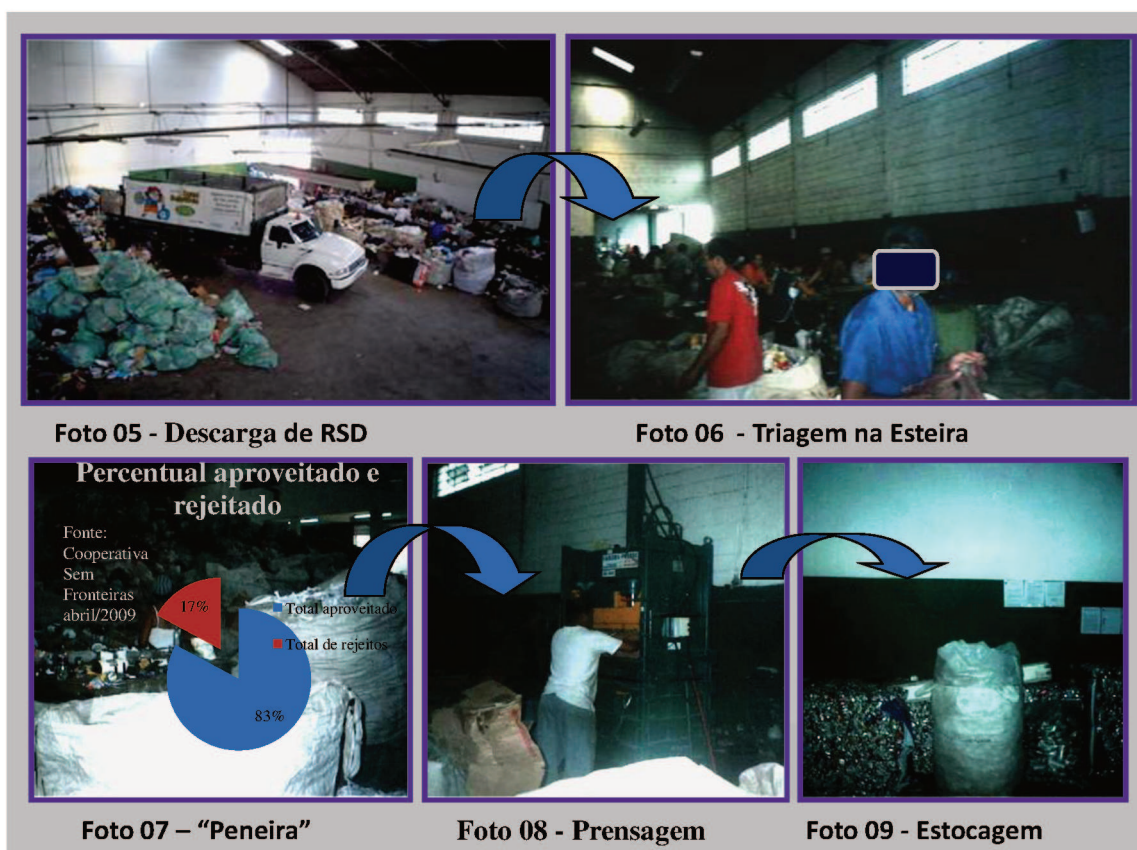 Foto 05 - Descarga de RSD
Foto 06 - Triagem na Esteira
Percentual aproveitado e
rejeitado
Fonte:
Cooperativa
Sem
Fronteiras
abril/2009
17%
83%
Total aproveitado
Total de rejeitos
Foto 07 – “Peneira”
Foto 08 - Prensagem
Foto 09 - Estocagem